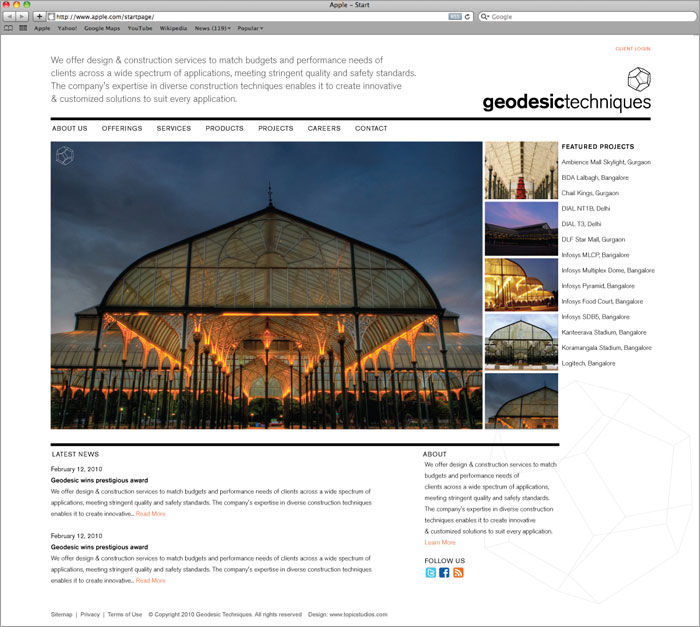 Apple – Start
http://www.apple.com/startpage/
RSS
Google
Apple Yahoo! Google Maps YouTube Wikipedia News (119) Popular
CLIENT LOGIN
We offer design & construction services to match budgets and performance needs of
clients across a wide spectrum of applications, meeting stringent quality and safety standards.
The company's expertise in diverse construction techniques enables it to create innovative
& customized solutions to suit every application.
geodesictechniques
ABOUT US OFFERINGS SERVICES PRODUCTS PROJECTS CAREERS CONTACT
FEATURED PROJECTS
Ambience Mall Skylight, Gurgaon
BDA Lalbagh, Bangalore
Chail Kings, Gurgaon
DIAL NT1B, Delhi
DIAL T3, Delhi
DLF Star Mall, Gurgaon
Infosys MLCP, Bangalore
Infosys Multiplex Dome, Bangalore
Infosys Pyramid, Bangalore
Infosys Food Court, Bangalore
Infosys SDB5, Bangalore
Kanteerava Stadium, Bangalore
Koramangala Stadium, Bangalore
Logitech, Bangalore
LATEST NEWS
February 12, 2010
Geodesic wins prestigious award
We offer design & construction services to match budgets and performance needs of clients across a wide spectrum of
applications, meeting stringent quality and safety standards. The company's expertise in diverse construction techniques
enables it to create innovative... Read More
February 12, 2010
Geodesic wins prestigious award
We offer design & construction services to match budgets and performance needs of clients across a wide spectrum of
applications, meeting stringent quality and safety standards. The company's expertise in diverse construction techniques
enables it to create innovative... Read More
ABOUT
We offer design & construction services to match
budgets and performance needs of
clients across a wide spectrum of applications,
meeting stringent quality and safety standards.
The company's expertise in diverse construction
techniques enables it to create innovative
& customized solutions to suit every application.
Learn More
FOLLOW US
Sitemap | Privacy | Terms of Use © Copyright 2010 Geodesic Techniques. All rights reserved Design: www.topicstudios.com